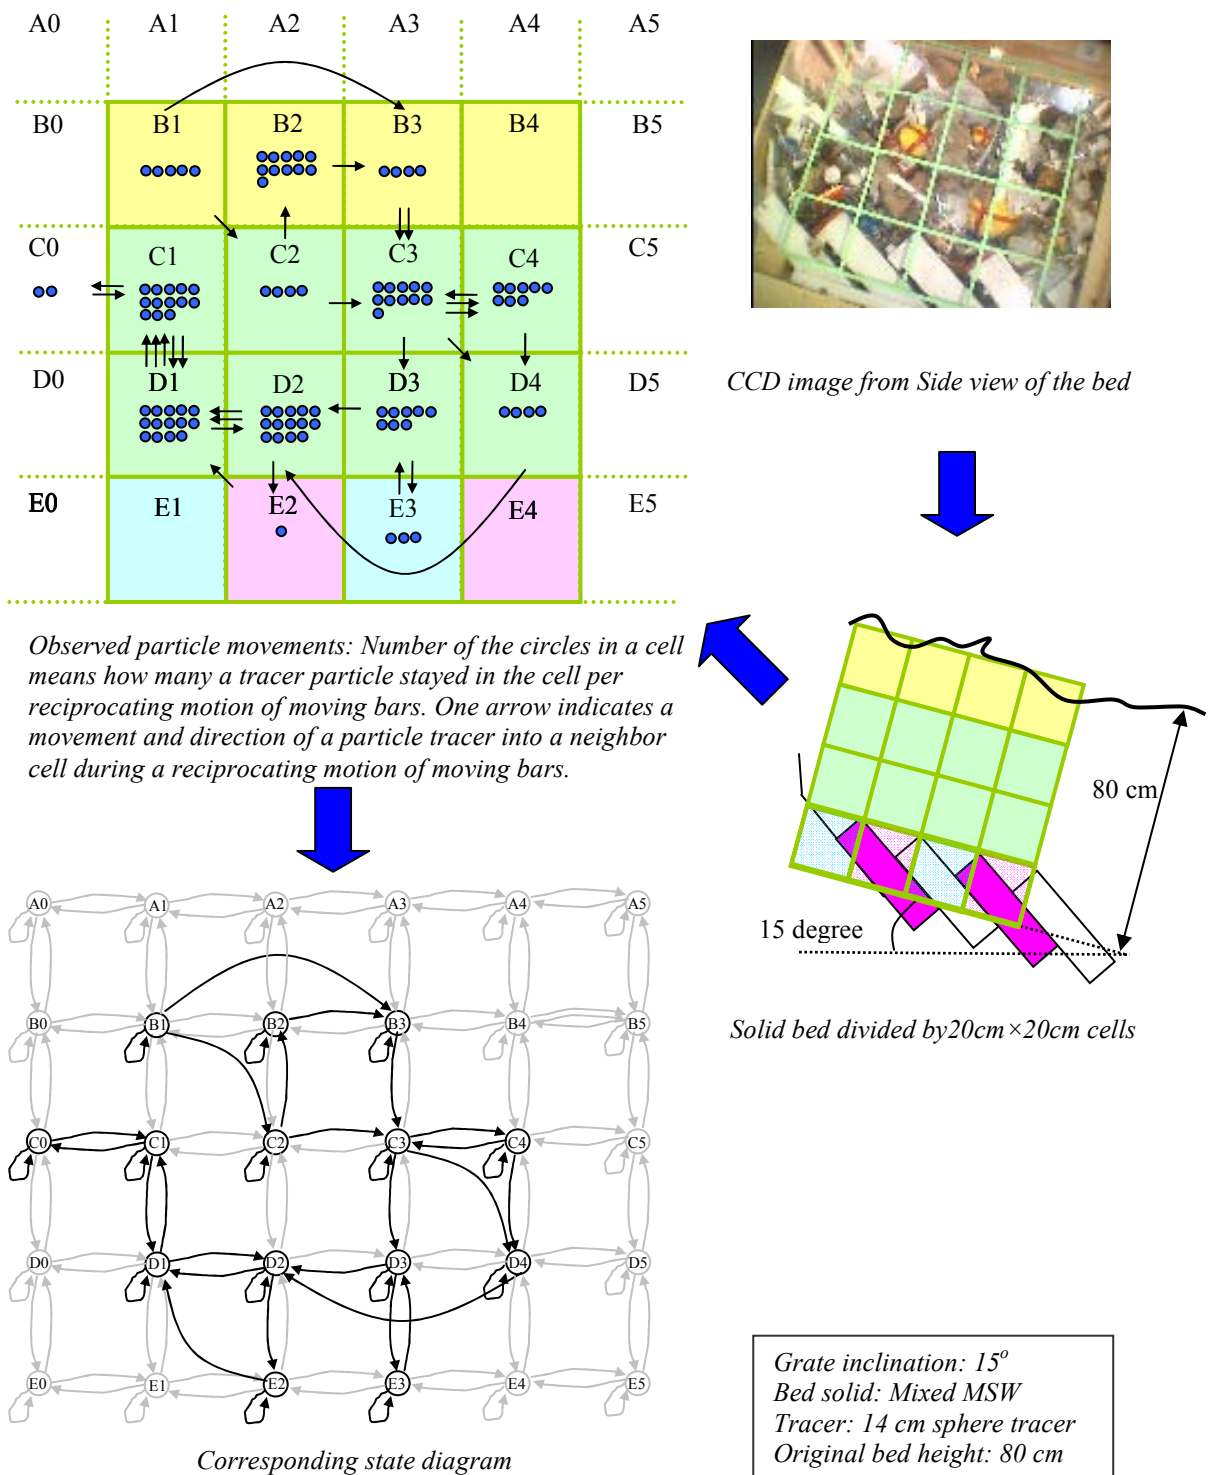 A0 A1 A2 A3 A4 A5
B0 B1 B2 B3 B4 B5
C0 C1 C2 C3 C4 C5
D0 D1 D2 D3 D4 D5
E0 E1 E2 E3 E4 E5
CCD image from Side view of the bed
Observed particle movements: Number of the circles in a cell
means how many a tracer particle stayed in the cell per
reciprocating motion of moving bars. One arrow indicates a
movement and direction of a particle tracer into a neighbor
cell during a reciprocating motion of moving bars.
80 cm
15 degree
Solid bed divided by20cm×20cm cells
A0 A1 A2 A3 A4 A5
B0 B1 B2 B3 B4 B5
C0 C1 C2 C3 C4 C5
D0 D1 D2 D3 D4 D5
E0 E1 E2 E3 E4 E5
Corresponding state diagram
Grate inclination: 15º
Bed solid: Mixed MSW
Tracer: 14 cm sphere tracer
Original bed height: 80 cm